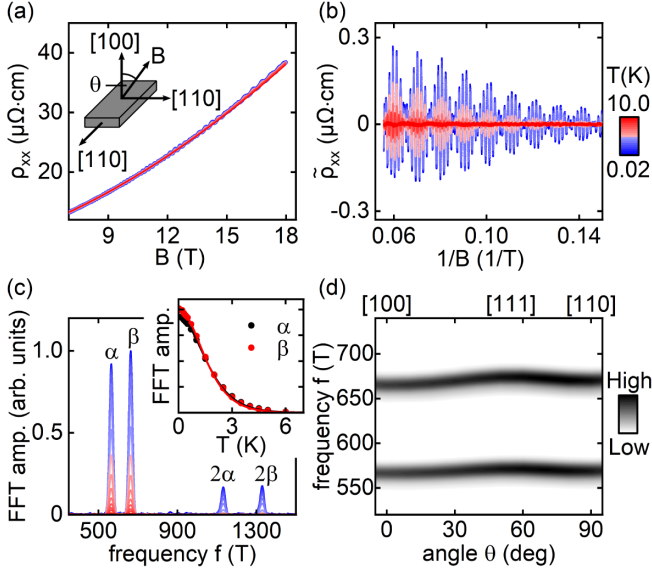 (a)
ρxx (μΩ·cm)
40
30
20
[100]
B
θ
[110]
[110]
9 12 15 18
B (T)
(b)
ρ̃xx (μΩ·cm)
0.3
0
-0.3
0.06 0.10 0.14
1/B (1/T)
T(K)
10.0
0.02
(c)
FFT amp. (arb. units)
1.0
0.5
0
α β
2α 2β
500 900 1300
frequency f (T)
FFT amp.
α
β
0 2 4 6
T (K)
(d)
[100] [111] [110]
frequency f (T)
700
650
600
550
0 30 60 90
angle θ (deg)
High
Low